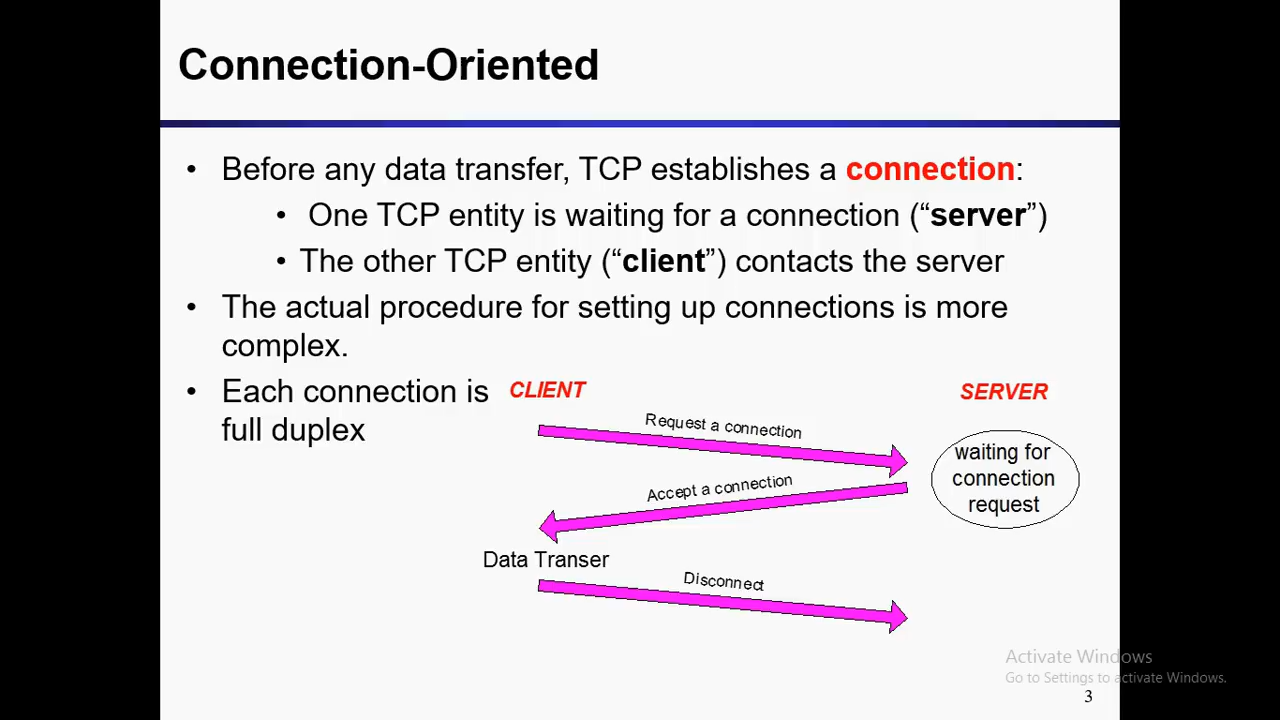 Connection-Oriented
• Before any data transfer, TCP establishes a connection:
• One TCP entity is waiting for a connection (“server”)
• The other TCP entity (“client”) contacts the server
• The actual procedure for setting up connections is more
complex.
• Each connection is
full duplex
CLIENT
SERVER
Request a connection
waiting for
connection
request
Accept a connection
Data Transer
Disconnect
Activate Windows
Go to Settings to activate Windows.
3